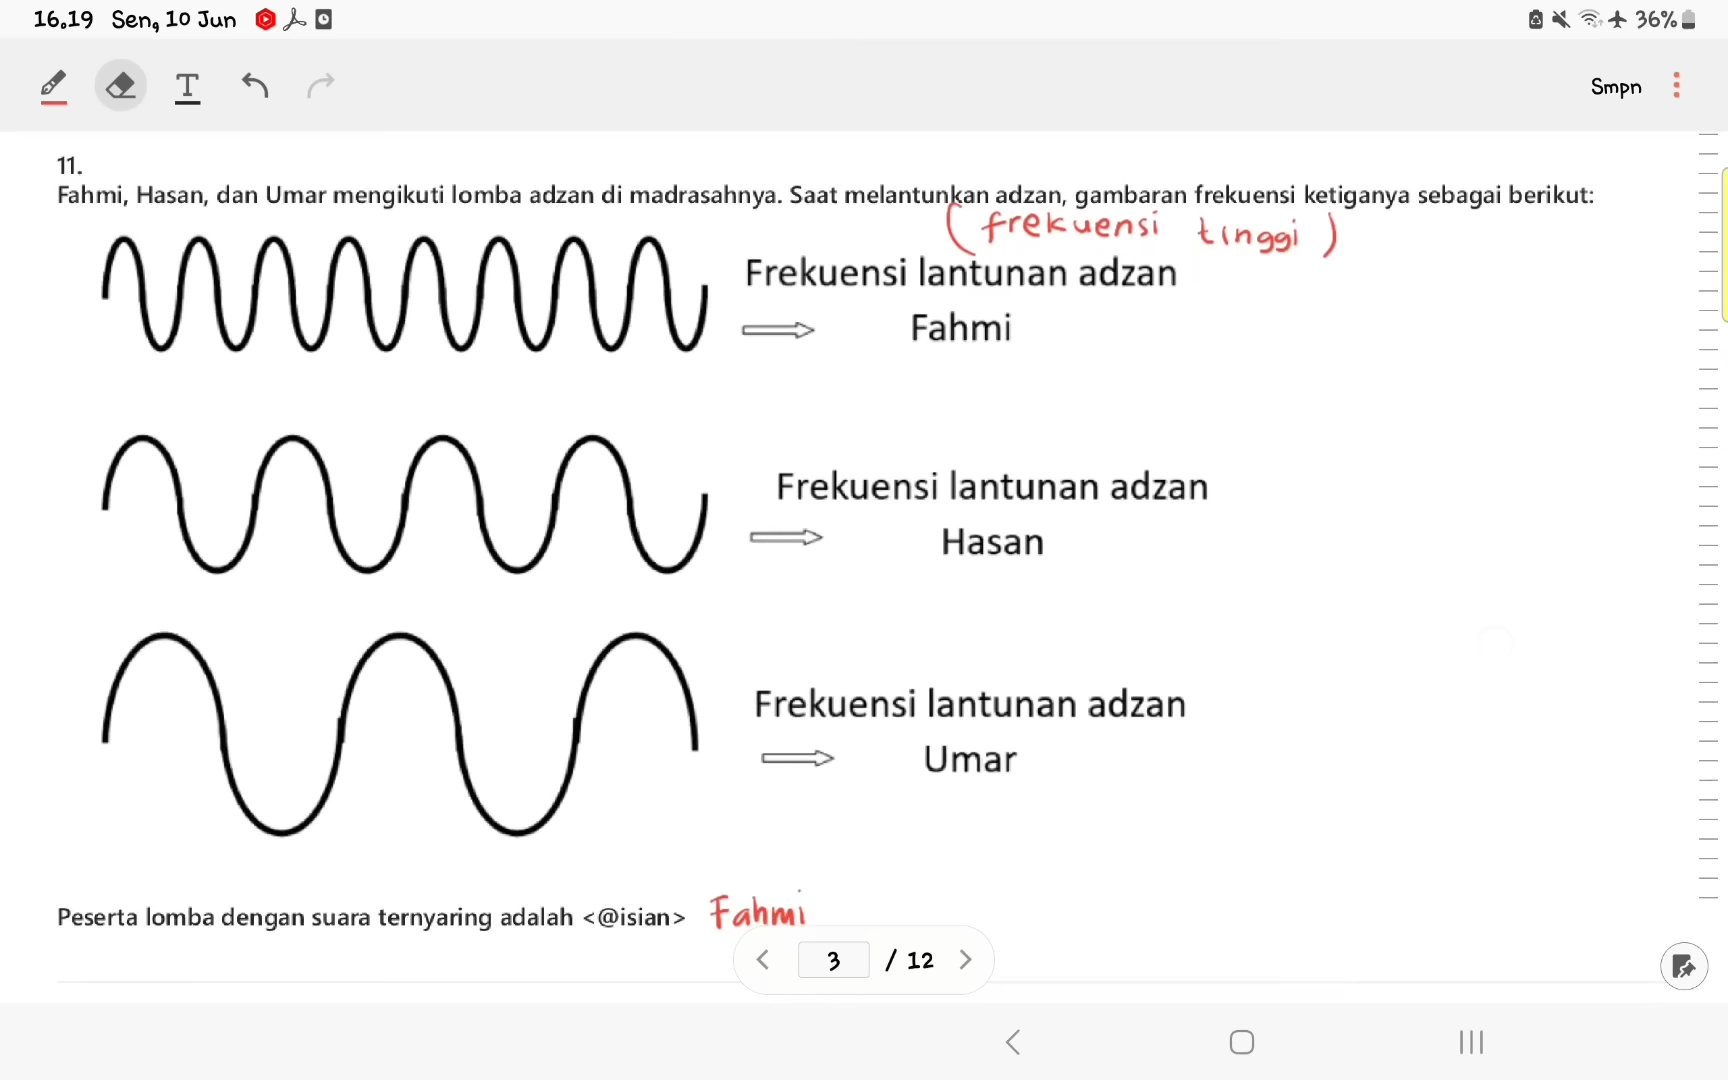 16.19 Sen, 10 Jun
36%
T
Smpn
11.
Fahmi, Hasan, dan Umar mengikuti lomba adzan di madrasahnya. Saat melantunkan adzan, gambaran frekuensi ketiganya sebagai berikut:
(frekuensi tinggi)
Frekuensi lantunan adzan
Fahmi
Frekuensi lantunan adzan
Hasan
Frekuensi lantunan adzan
Umar
Peserta lomba dengan suara ternyaring adalah <@isian> Fahmi
3 / 12